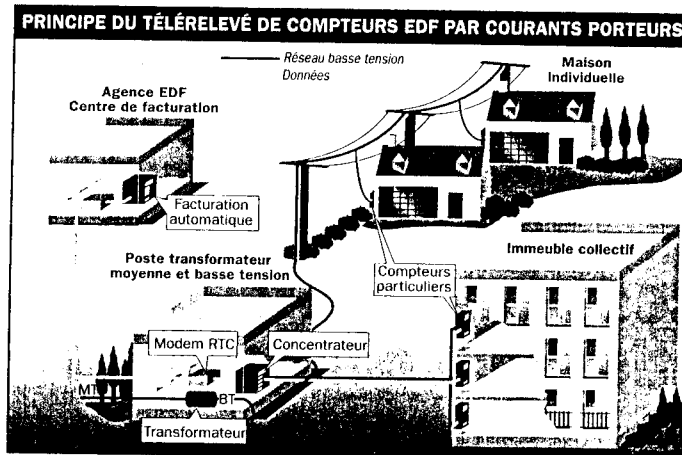 PRINCIPE DU TÉLÉRELEVÉ DE COMPTEURS EDF PAR COURANTS PORTEURS
Réseau basse tension
Données
Maison
Individuelle
Agence EDF
Centre de facturation
Facturation
automatique
Poste transformateur
moyenne et basse tension
Immeuble collectif
Compteurs
particuliers
Modem RTC
Concentrateur
MT
BT
Transformateur